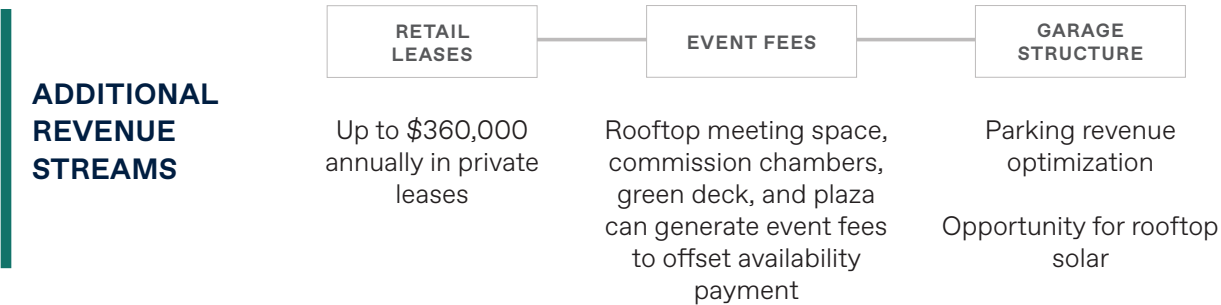 ADDITIONAL
REVENUE
STREAMS
RETAIL
LEASES
Up to $360,000
annually in private
leases
EVENT FEES
Rooftop meeting space,
commission chambers,
green deck, and plaza
can generate event fees
to offset availability
payment
GARAGE
STRUCTURE
Parking revenue
optimization
Opportunity for rooftop
solar